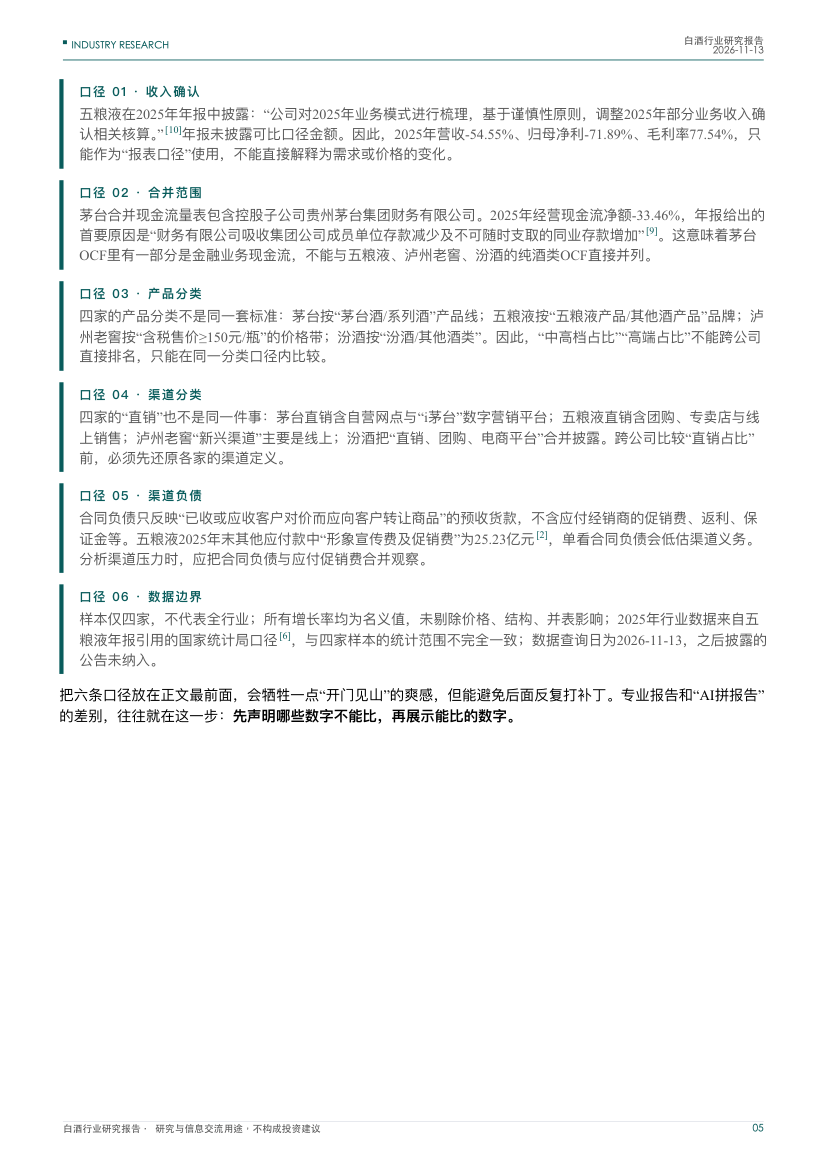 INDUSTRY RESEARCH
白酒行业研究报告
2026-11-13
口径 01 · 收入确认
五粮液在2025年年报中披露：“公司对2025年业务模式进行梳理，基于谨慎性原则，调整2025年部分业务收入确
认相关核算。”[10]年报未披露可比口径金额。因此，2025年营收-54.55%、归母净利-71.89%、毛利率77.54%，只
能作为“报表口径”使用，不能直接解释为需求或价格的变化。
口径 02 · 合并范围
茅台合并现金流量表包含控股子公司贵州茅台集团财务有限公司。2025年经营现金流净额-33.46%，年报给出的
首要原因是“财务有限公司吸收集团公司成员单位存款减少及不可随时支取的同业存款增加”[9]。这意味着茅台
OCF里有一部分是金融业务现金流，不能与五粮液、泸州老窖、汾酒的纯酒类OCF直接并列。
口径 03 · 产品分类
四家的产品分类不是同一套标准：茅台按“茅台酒/系列酒”产品线；五粮液按“五粮液产品/其他酒产品”品牌；泸
州老窖按“含税售价≥150元/瓶”的价格带；汾酒按“汾酒/其他酒类”。因此，“中高档占比”“高端占比”不能跨公司
直接排名，只能在同一分类口径内比较。
口径 04 · 渠道分类
四家的“直销”也不是同一件事：茅台直销含自营网点与“i茅台”数字营销平台；五粮液直销含团购、专卖店与线
上销售；泸州老窖“新兴渠道”主要是线上；汾酒把“直销、团购、电商平台”合并披露。跨公司比较“直销占比”
前，必须先还原各家的渠道定义。
口径 05 · 渠道负债
合同负债只反映“已收或应收客户对价而应向客户转让商品”的预收货款，不含应付经销商的促销费、返利、保
证金等。五粮液2025年末其他应付款中“形象宣传费及促销费”为25.23亿元[2]，单看合同负债会低估渠道义务。
分析渠道压力时，应把合同负债与应付促销费合并观察。
口径 06 · 数据边界
样本仅四家，不代表全行业；所有增长率均为名义值，未剔除价格、结构、并表影响；2025年行业数据来自五
粮液年报引用的国家统计局口径[6]，与四家样本的统计范围不完全一致；数据查询日为2026-11-13，之后披露的
公告未纳入。
把六条口径放在正文最前面，会牺牲一点“开门见山”的爽感，但能避免后面反复打补丁。专业报告和“AI拼报告”
的差别，往往就在这一步：先声明哪些数字不能比，再展示能比的数字。
白酒行业研究报告 · 研究与信息交流用途 · 不构成投资建议
05